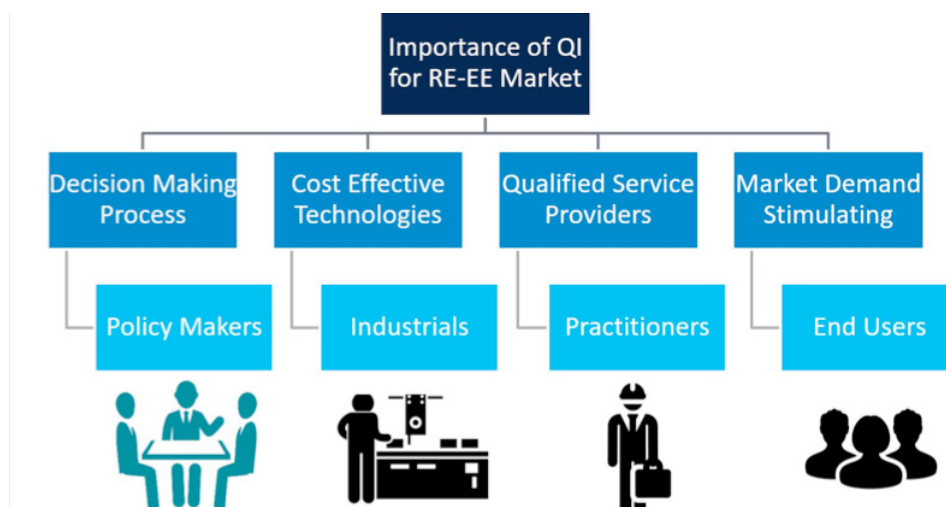 Importance of QI
for RE-EE Market
Decision Making
Process
Cost Effective
Technologies
Qualified Service
Providers
Market Demand
Stimulating
Policy Makers
Industrials
Practitioners
End Users